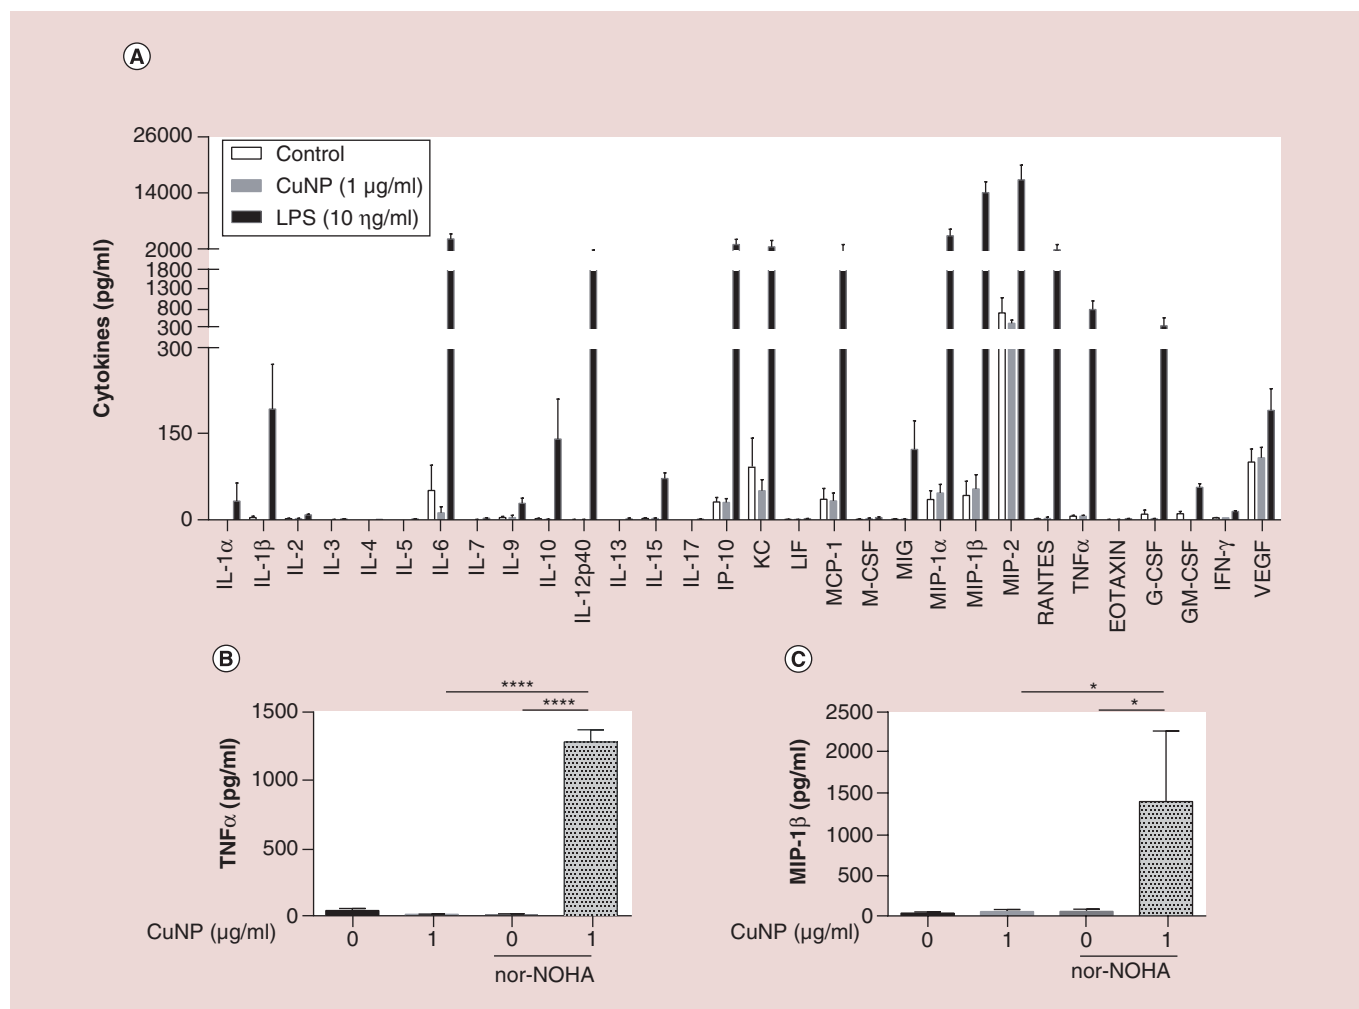 A
26000
14000
2000
1800
1300
800
300
300
150
0
Cytokines (pg/ml)
Control
CuNP (1 µg/ml)
LPS (10 ηg/ml)
IL-1α
IL-1β
IL-2
IL-3
IL-4
IL-5
IL-6
IL-7
IL-9
IL-10
IL-12p40
IL-13
IL-15
IL-17
IP-10
KC
LIF
MCP-1
M-CSF
MIG
MIP-1α
MIP-1β
MIP-2
RANTES
TNFα
EOTAXIN
G-CSF
GM-CSF
IFN-γ
VEGF
B
****
****
1500
1000
500
0
TNFα (pg/ml)
CuNP (µg/ml)
0 1 0 1
nor-NOHA
C
*
*
2500
2000
1500
1000
500
0
MIP-1β (pg/ml)
CuNP (µg/ml)
0 1 0 1
nor-NOHA